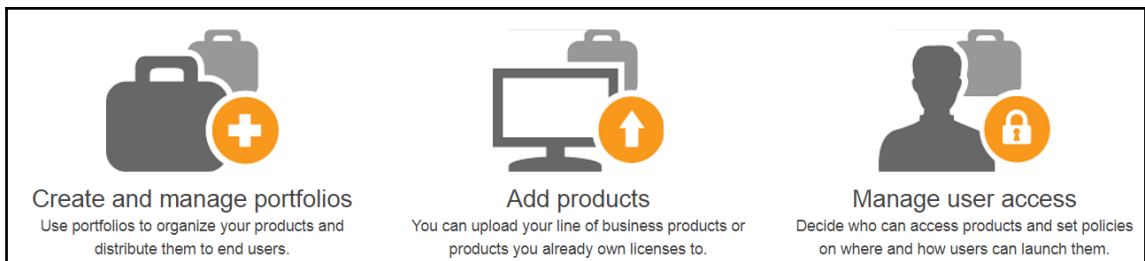 Create and manage portfolios
Use portfolios to organize your products and
distribute them to end users.
Add products
You can upload your line of business products or
products you already own licenses to.
Manage user access
Decide who can access products and set policies
on where and how users can launch them.